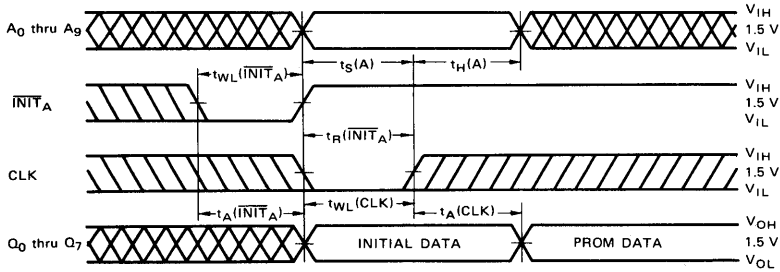 A0 thru A9
VIH
1.5 V
VIL
tWL(INITA)
tS(A)
tH(A)
INITA
VIH
1.5 V
VIL
tR(INITA)
CLK
VIH
1.5 V
VIL
tA(INITA)
tWL(CLK)
tA(CLK)
Q0 thru Q7
INITIAL DATA
PROM DATA
VOH
1.5 V
VOL